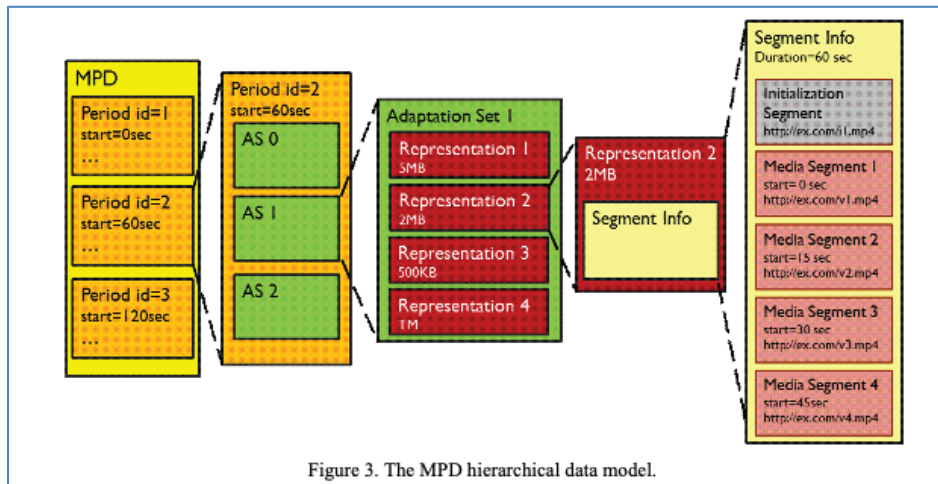 MPD
Period id=1
start=0sec
...
Period id=2
start=60sec
...
Period id=3
start=120sec
...
Period id=2
start=60sec
AS 0
AS 1
AS 2
Adaptation Set 1
Representation 1
5MB
Representation 2
2MB
Representation 3
500KB
Representation 4
TM
Representation 2
2MB
Segment Info
Segment Info
Duration=60 sec
Initialization
Segment
http://ex.com/i1.mp4
Media Segment 1
start= 0 sec
http://ex.com/v1.mp4
Media Segment 2
start=15 sec
http://ex.com/v2.mp4
Media Segment 3
start=30 sec
http://ex.com/v3.mp4
Media Segment 4
start=45sec
http://ex.com/v4.mp4
Figure 3. The MPD hierarchical data model.